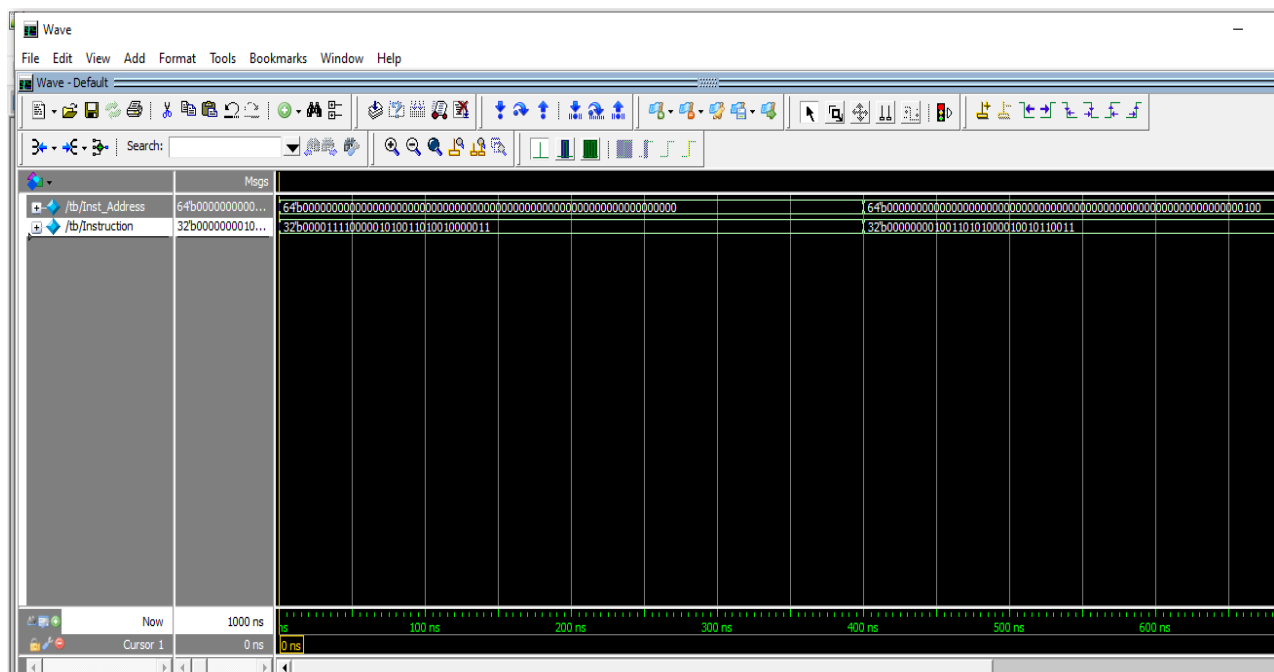 Wave
File Edit View Add Format Tools Bookmarks Window Help
Wave - Default
Search:
Msgs
/tb/Inst_Address 64'b0000000000... 64'b0000000000000000000000000000000000000000000000000000000000000000 64'b0000000000000000000000000000000000000000000000000000000000000100
/tb/Instruction 32'b0000000010... 32'b00001111000001010011010010000011 32'b00000000100110101000010010110011
Now 1000 ns ns 100 ns 200 ns 300 ns 400 ns 500 ns 600 ns
Cursor 1 0 ns 0 ns